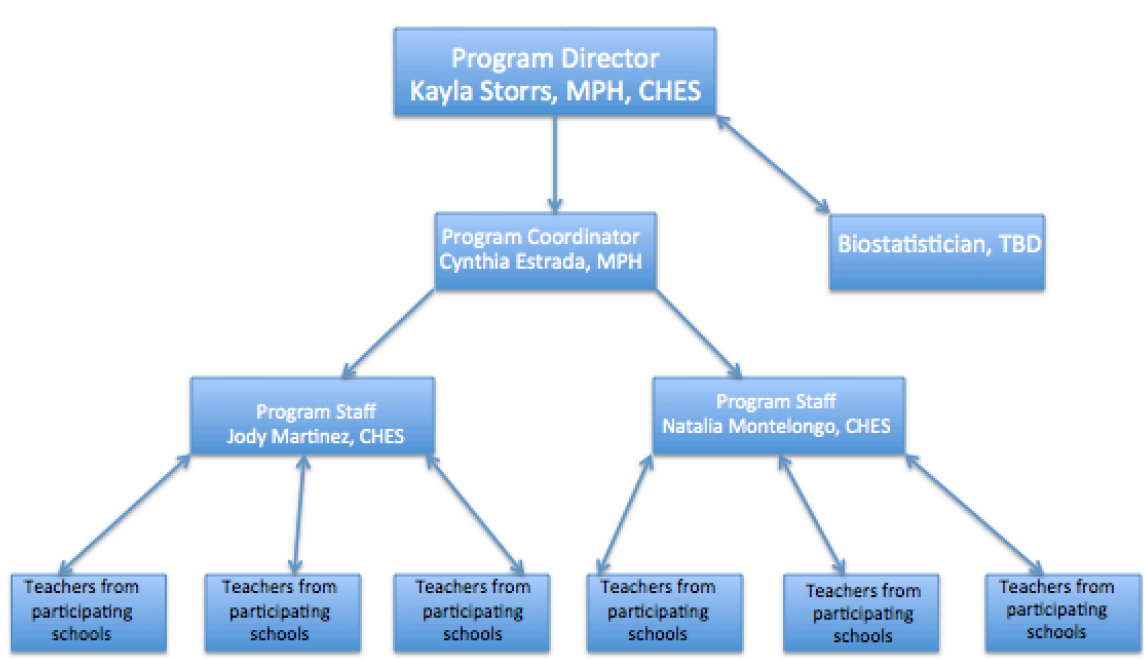 Program Director
Kayla Storrs, MPH, CHES
Program Coordinator
Cynthia Estrada, MPH
Biostatistician, TBD
Program Staff
Jody Martinez, CHES
Program Staff
Natalia Montelongo, CHES
Teachers from
participating
schools
Teachers from
participating
schools
Teachers from
participating
schools
Teachers from
participating
schools
Teachers from
participating
schools
Teachers from
participating
schools